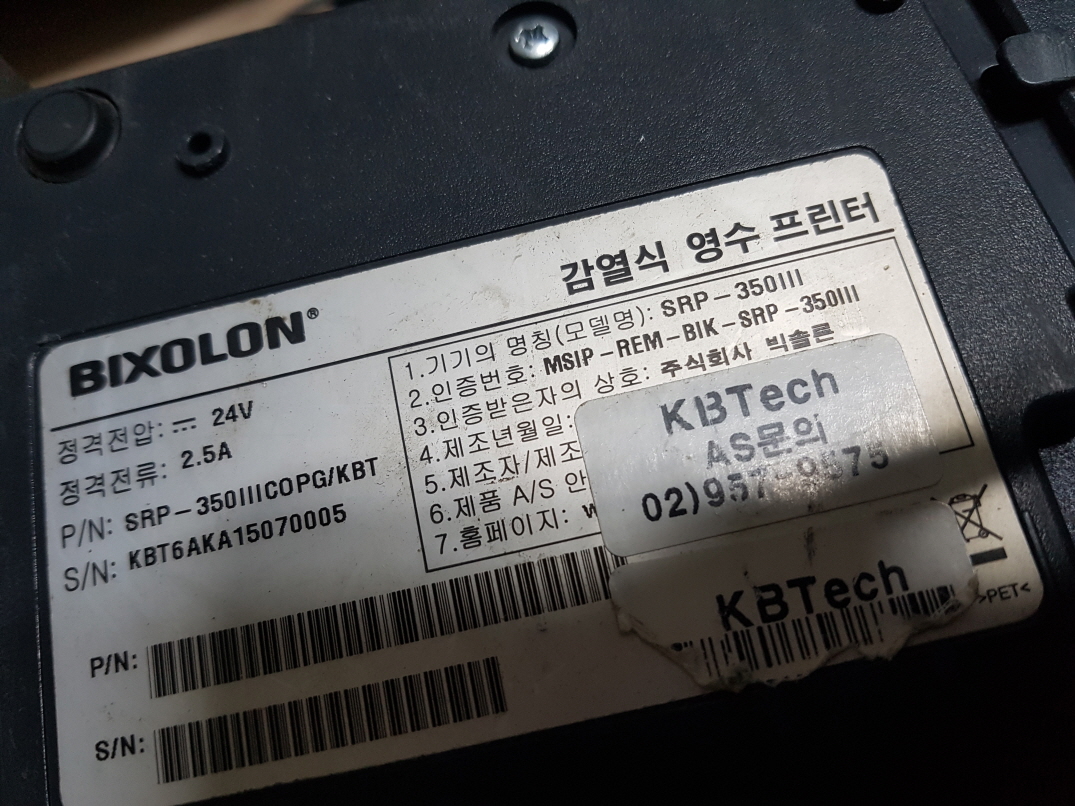 감열식 영수 프린터
BIXOLON®
정격전압: ⎓ 24V
정격전류: 2.5A
P/N: SRP-350IIICOPG/KBT
S/N: KBT6AKA15070005
1.기기의 명칭(모델명): SRP-350III
2.인증번호: MSIP-REM-BIK-SRP-350III
3.인증받은자의 상호: 주식회사 빅솔론
4.제조년월일:
5.제조자/제조
6.제품 A/S 안
7.홈페이지: w
KBTech
AS문의
02)957-9575
KBTech
>PET<
P/N:
S/N: